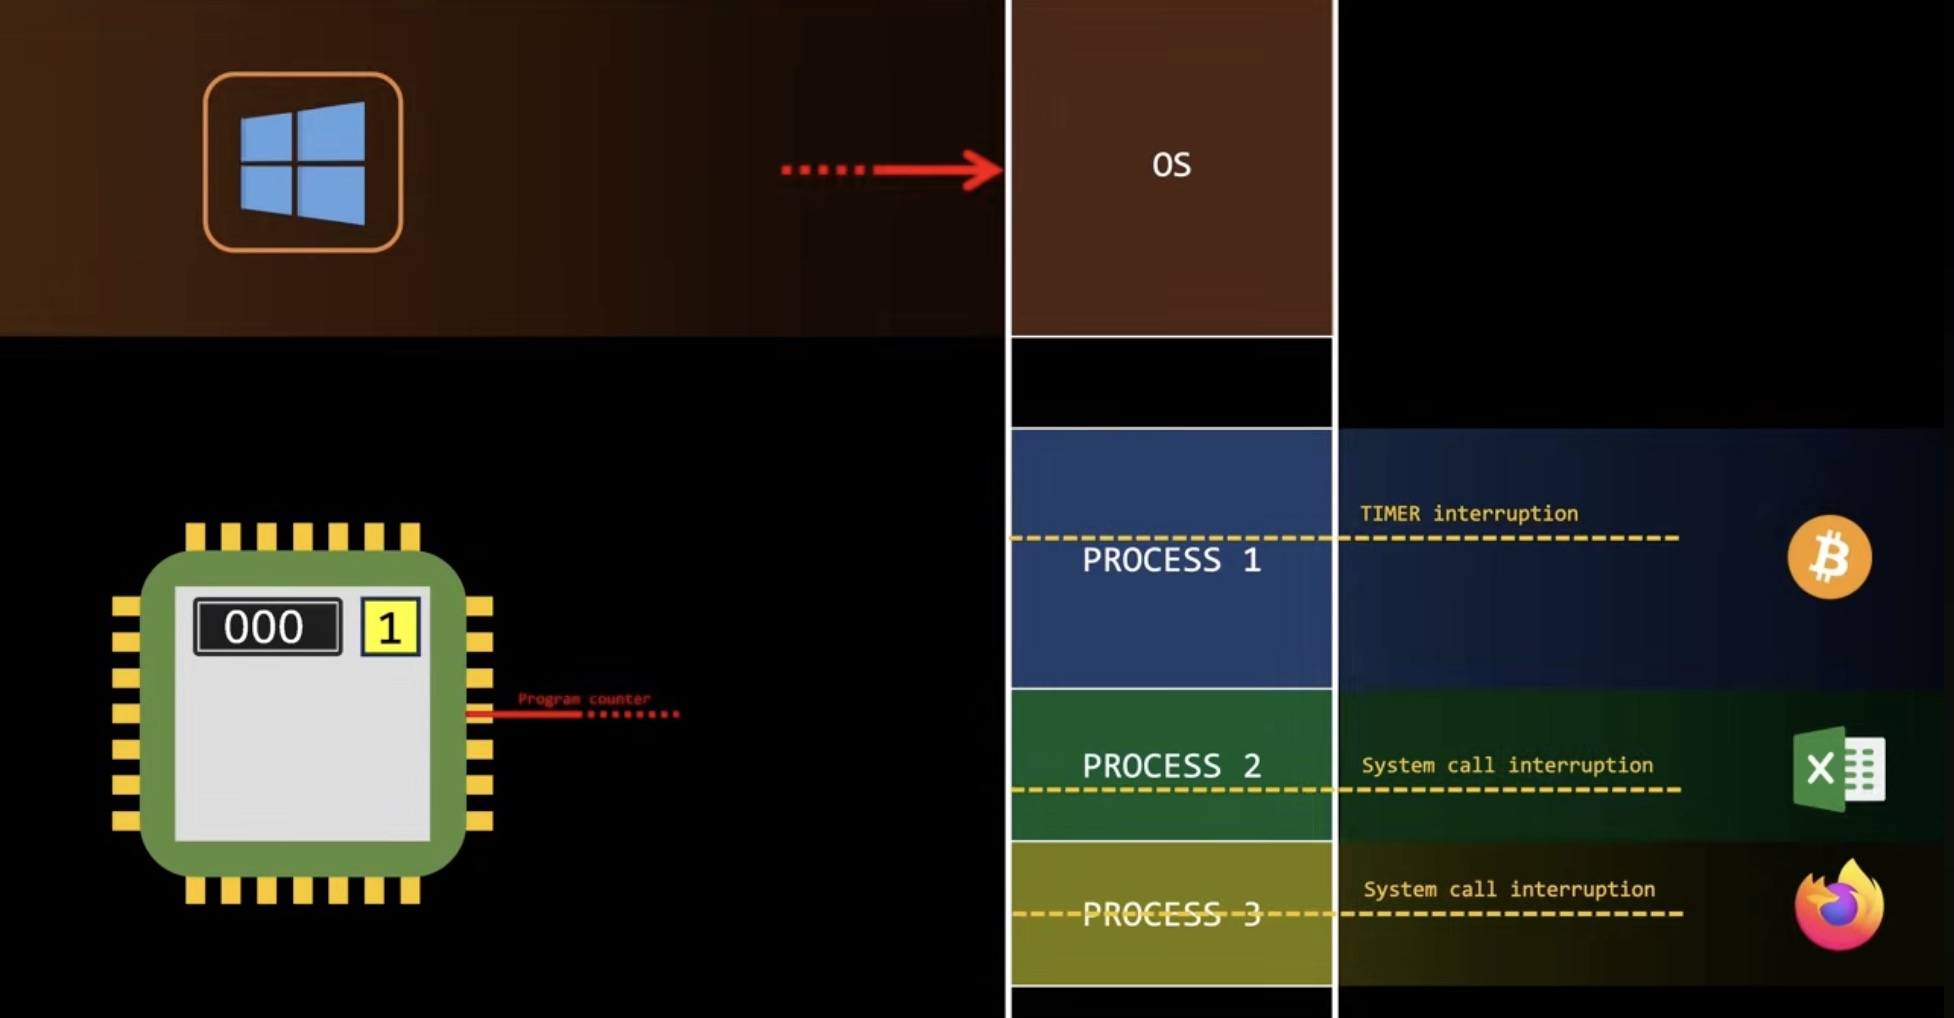 OS
TIMER interruption
PROCESS 1
000 1
Program counter
PROCESS 2
System call interruption
System call interruption
PROCESS 3